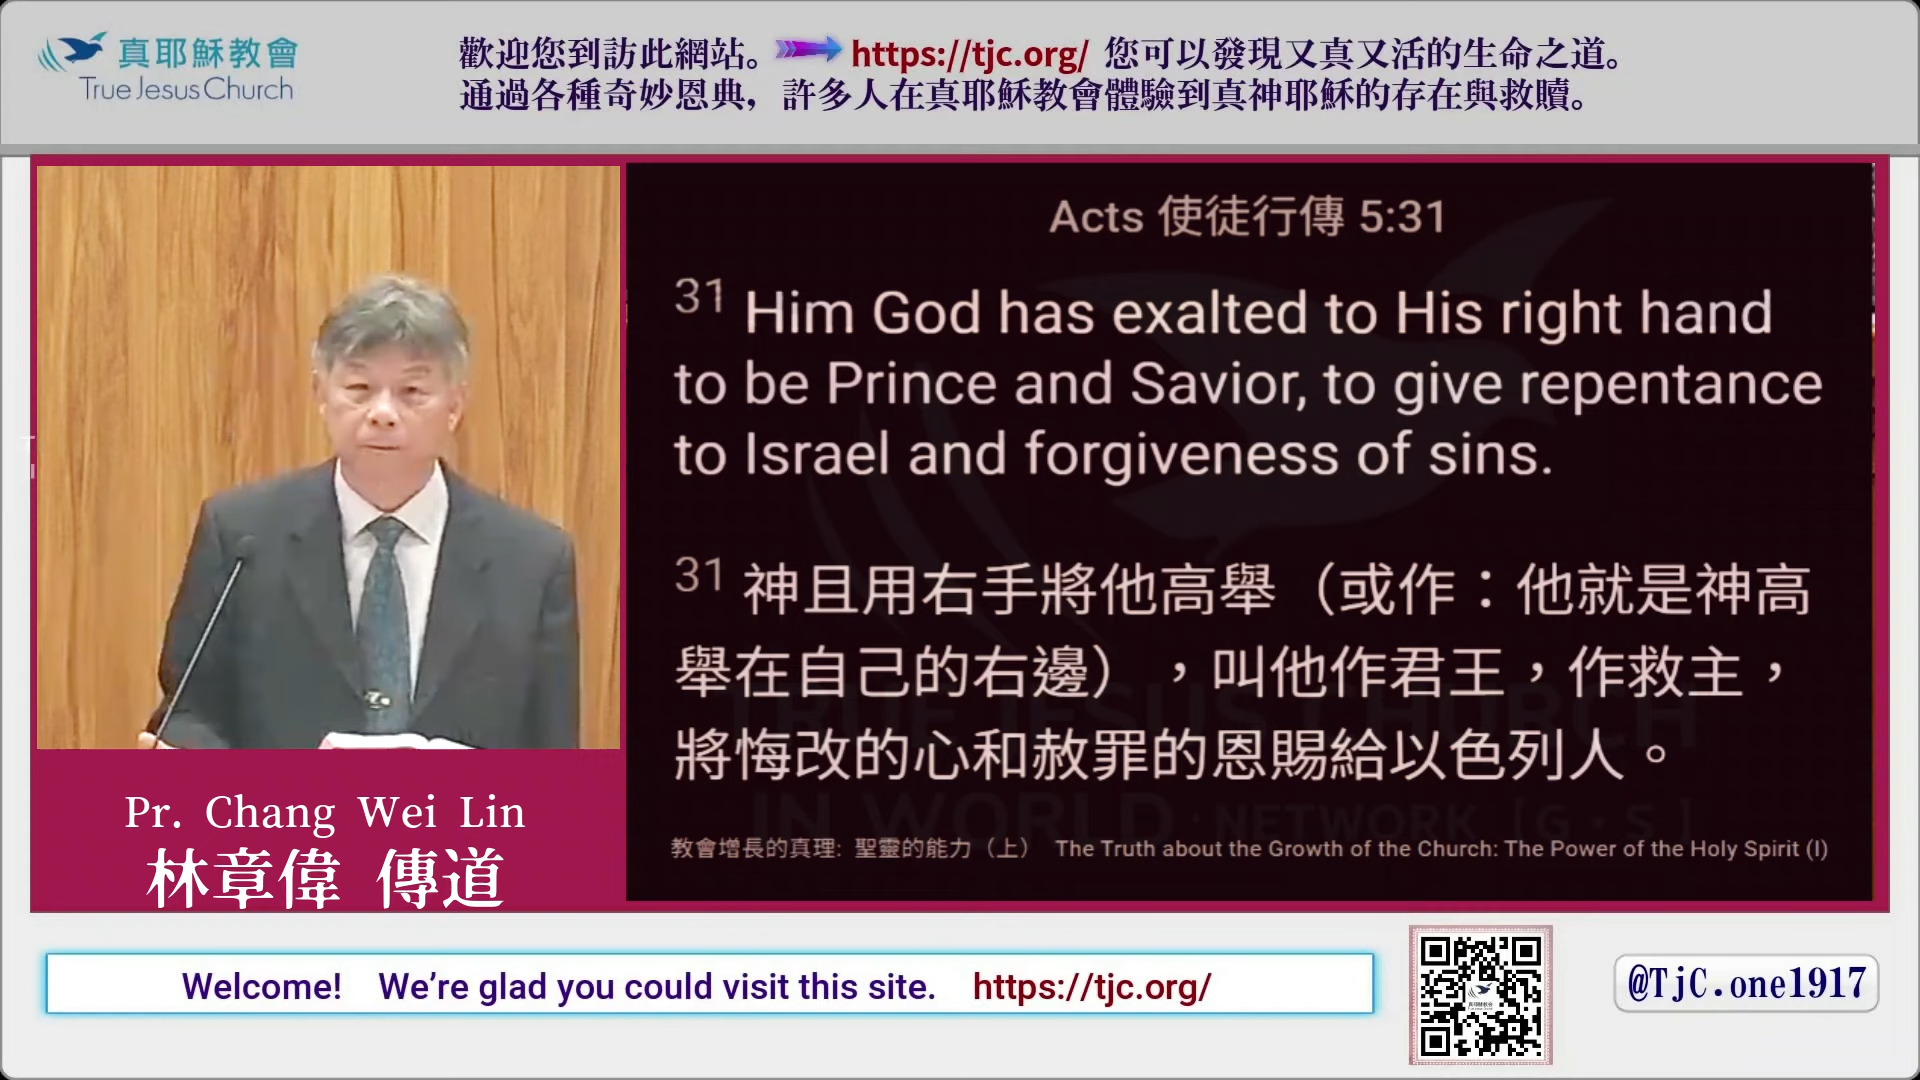 真耶穌教會
True Jesus Church
歡迎您到訪此網站。 https://tjc.org/ 您可以發現又真又活的生命之道。
通過各種奇妙恩典，許多人在真耶穌教會體驗到真神耶穌的存在與救贖。
Acts 使徒行傳 5:31
31 Him God has exalted to His right hand
to be Prince and Savior, to give repentance
to Israel and forgiveness of sins.
31 神且用右手將他高舉（或作：他就是神高
舉在自己的右邊），叫他作君王，作救主，
將悔改的心和赦罪的恩賜給以色列人。
TRUE JESUS CHURCH
IN WORLD · NETWORK [G · S]
教會增長的真理: 聖靈的能力（上） The Truth about the Growth of the Church: The Power of the Holy Spirit (I)
Pr. Chang Wei Lin
林章偉 傳道
Welcome! We’re glad you could visit this site. https://tjc.org/
@TjC.one1917